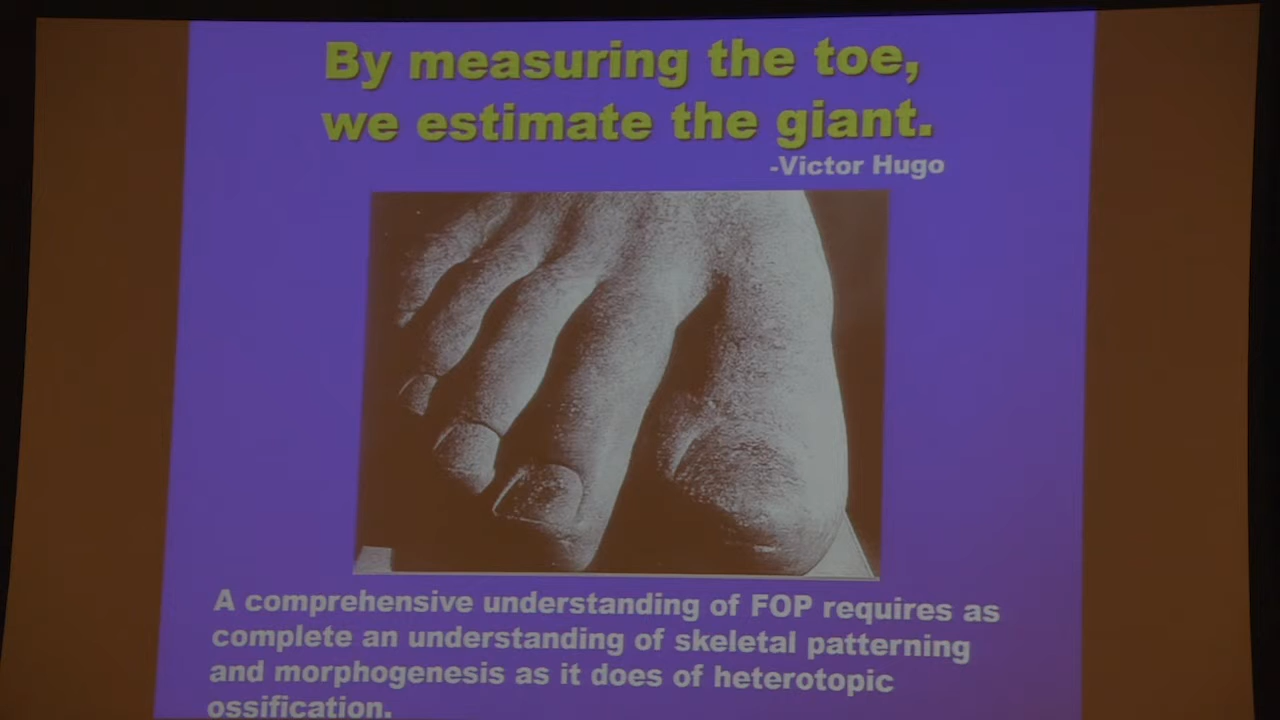 By measuring the toe,
we estimate the giant.
-Victor Hugo
A comprehensive understanding of FOP requires as
complete an understanding of skeletal patterning
and morphogenesis as it does of heterotopic
ossification.